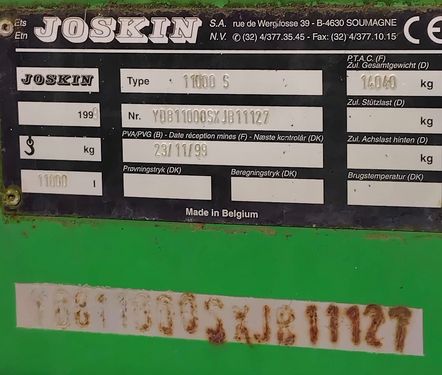 Ets
Etn
JOSKIN
S.A. rue de Wergifosse 39 - B-4630 SOUMAGNE
N.V. ✆ (32) 4/377.35.45 - Fax: (32) 4/377.10.15
CE
JOSKIN
Type
11000 S
P.T.A.C. (F)
Zul. Gesamtgewicht (D)
14040 kg
199
Nr. YDB11000SXJB11127
Zul. Stützlast (D)
kg
kg
PVA/PVG (B) - Date réception mines (F) - Næste kontrolår (DK)
23/11/98
Zul. Achslast hinten (D)
kg
11000 l
Prøvningstryk (DK)
Beregningstryk (DK)
Brugstemperatur (DK)
Made in Belgium
YDB11000SXJB11127